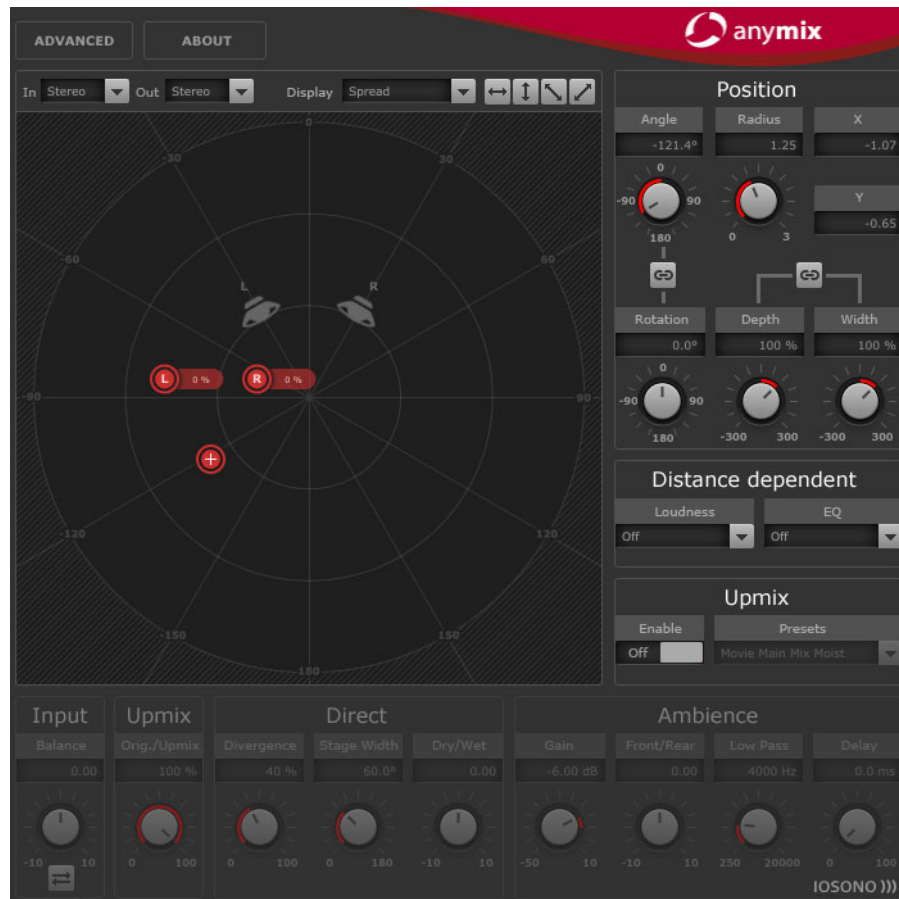 ADVANCED ABOUT anymix
In Stereo Out Stereo Display Spread
0
-30 30
-60 60
L R
L 0 % R 0 %
-90 90
-120 120
-150 150
180
Position
Angle Radius X
-121.4° 1.25 -1.07
0
-90 90
Y
-0.65
180 0 3
Rotation Depth Width
0.0° 100 % 100 %
0
-90 90
180 -300 300 -300 300
Distance dependent
Loudness EQ
Off Off
Upmix
Enable Presets
Off Movie Main Mix Moist
Input Upmix Direct Ambience
Balance Orig./Upmix Divergence Stage Width Dry/Wet Gain Front/Rear Low Pass Delay
0.00 100 % 40 % 60.0° 0.00 -6.00 dB 0.00 4000 Hz 0.0 ms
-10 10 0 100 0 100 0 180 -10 10 -50 10 -10 10 250 20000 0 100
IOSONO )))